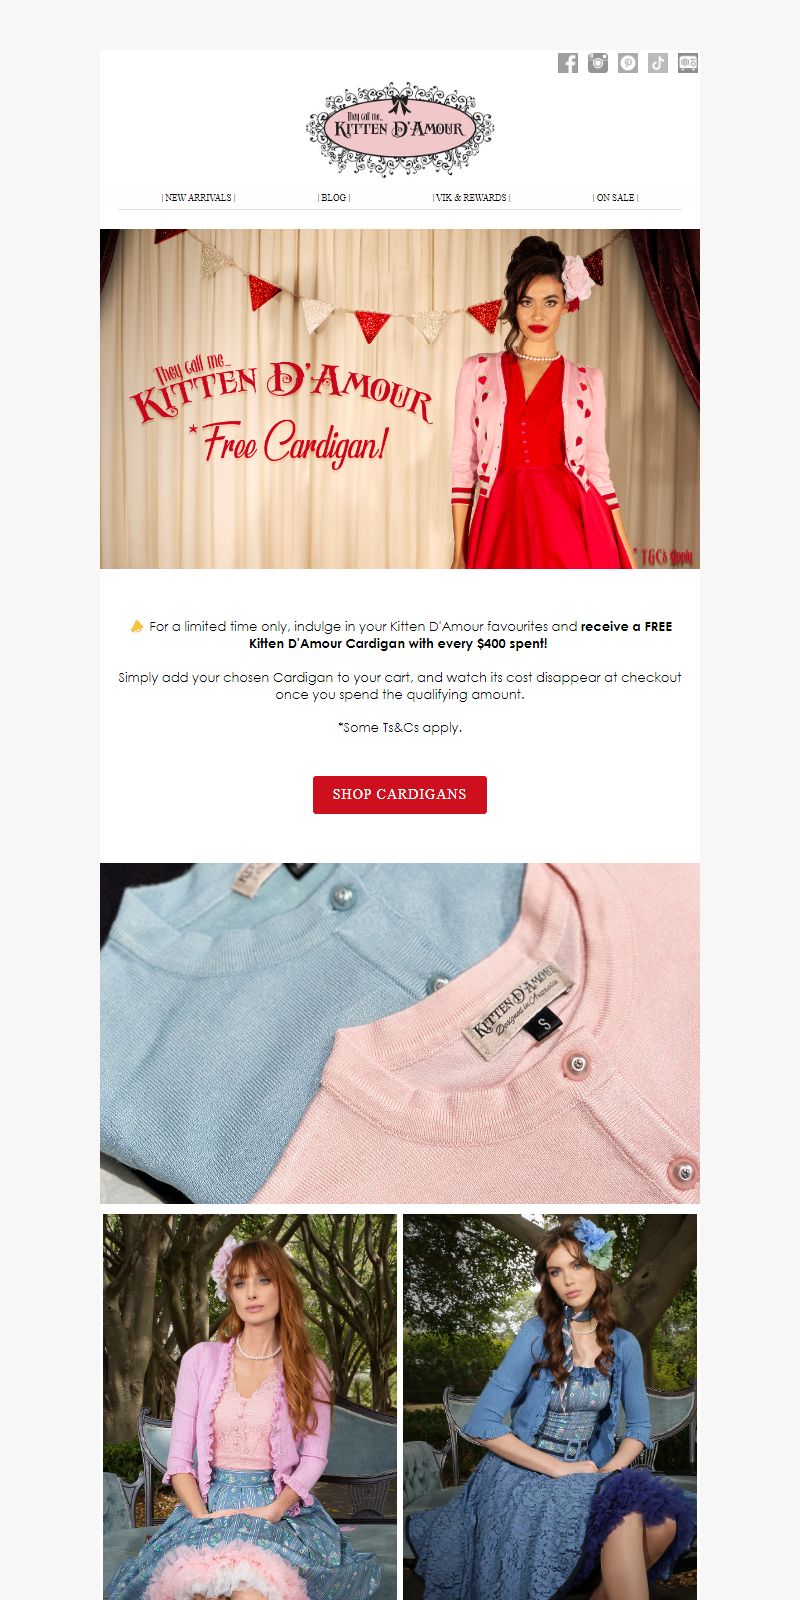 They call me...
KITTEN D'AMOUR
| NEW ARRIVALS |
| BLOG |
| VIK & REWARDS |
| ON SALE |
They call me...
KITTEN D'AMOUR
*Free Cardigan!
* T&C's apply
For a limited time only, indulge in your Kitten D'Amour favourites and receive a FREE
Kitten D'Amour Cardigan with every $400 spent!
Simply add your chosen Cardigan to your cart, and watch its cost disappear at checkout
once you spend the qualifying amount.
*Some Ts&Cs apply.
SHOP CARDIGANS
KITTEN D'AMOUR
Designed in Australia
S